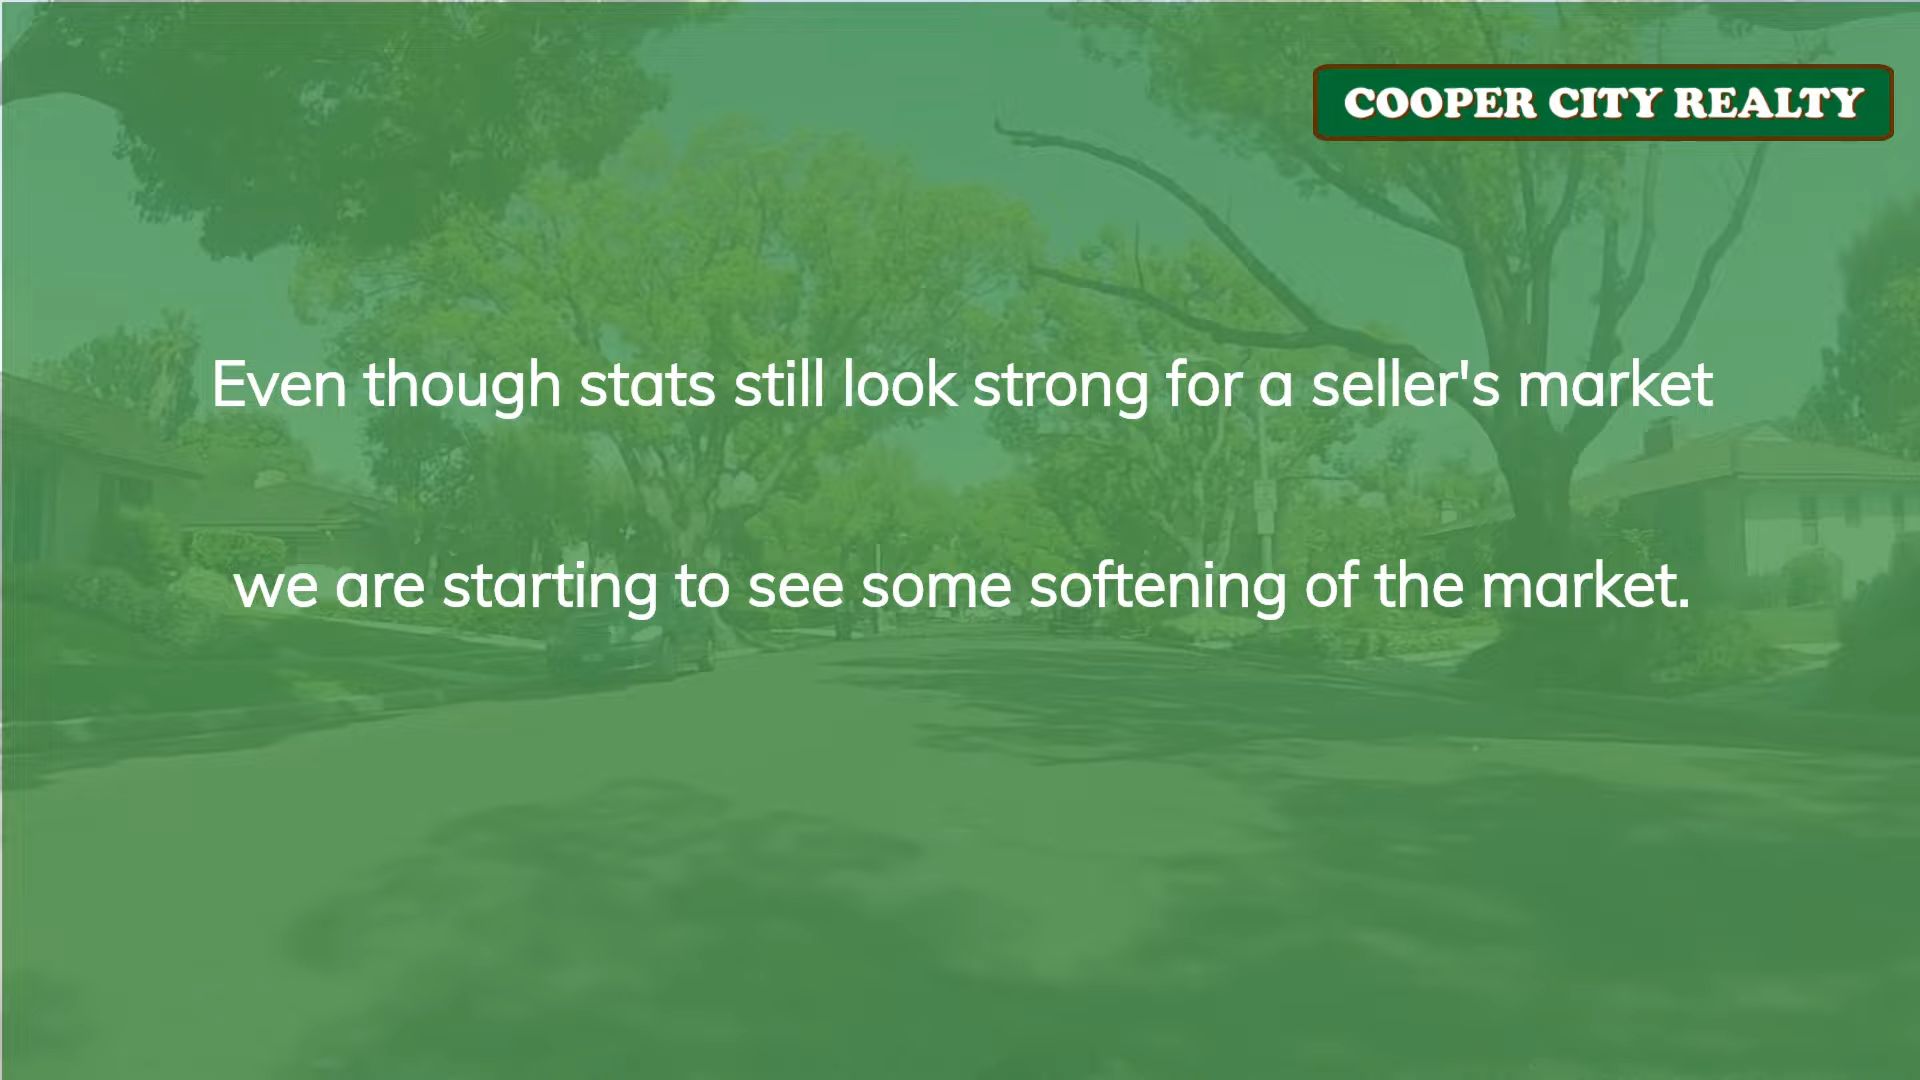 COOPER CITY REALTY
Even though stats still look strong for a seller's market
we are starting to see some softening of the market.